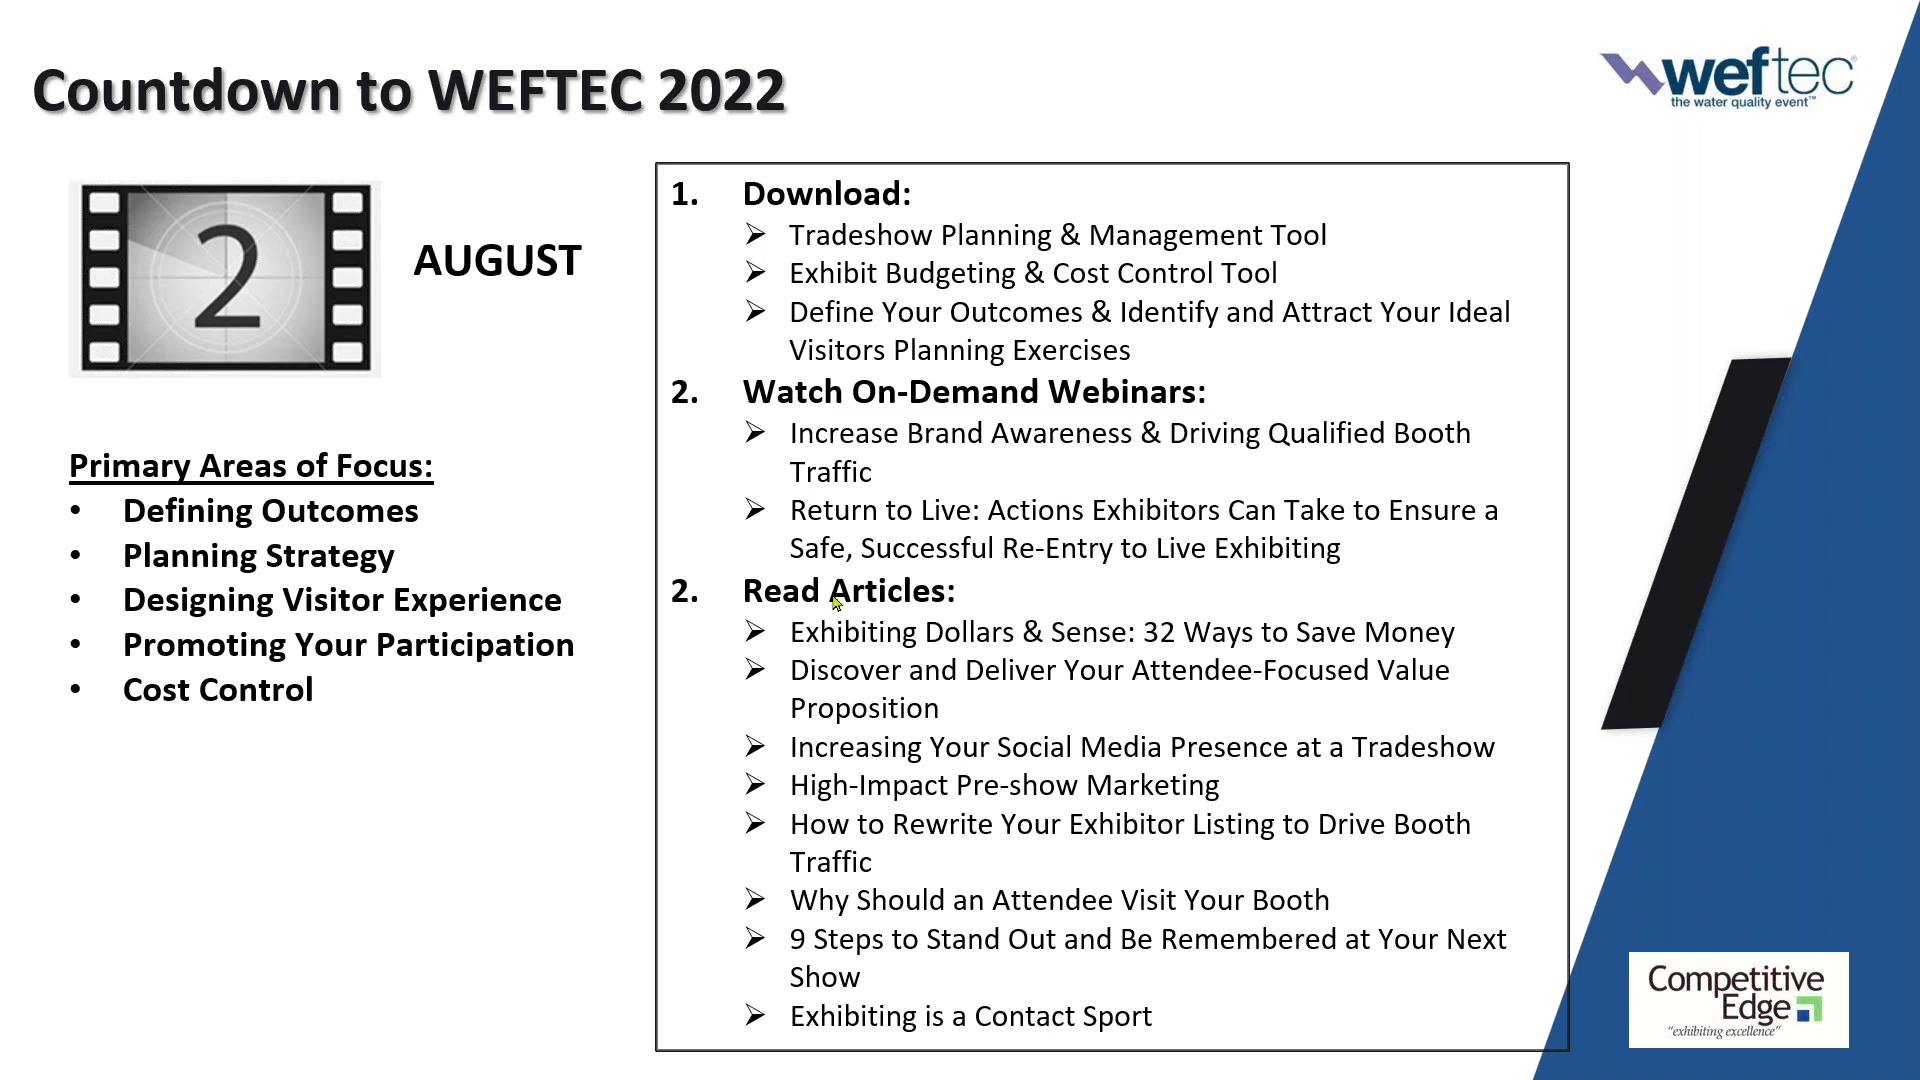 Countdown to WEFTEC 2022
weftec®
the water quality event™
2
AUGUST
Primary Areas of Focus:
• Defining Outcomes
• Planning Strategy
• Designing Visitor Experience
• Promoting Your Participation
• Cost Control
1. Download:
➢ Tradeshow Planning & Management Tool
➢ Exhibit Budgeting & Cost Control Tool
➢ Define Your Outcomes & Identify and Attract Your Ideal
Visitors Planning Exercises
2. Watch On-Demand Webinars:
➢ Increase Brand Awareness & Driving Qualified Booth
Traffic
➢ Return to Live: Actions Exhibitors Can Take to Ensure a
Safe, Successful Re-Entry to Live Exhibiting
2. Read Articles:
➢ Exhibiting Dollars & Sense: 32 Ways to Save Money
➢ Discover and Deliver Your Attendee-Focused Value
Proposition
➢ Increasing Your Social Media Presence at a Tradeshow
➢ High-Impact Pre-show Marketing
➢ How to Rewrite Your Exhibitor Listing to Drive Booth
Traffic
➢ Why Should an Attendee Visit Your Booth
➢ 9 Steps to Stand Out and Be Remembered at Your Next
Show
➢ Exhibiting is a Contact Sport
Competitive
Edge
"exhibiting excellence"